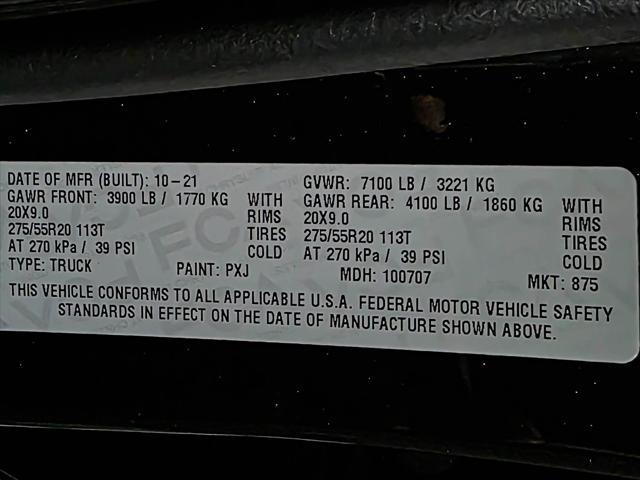 DATE OF MFR (BUILT): 10-21 GVWR: 7100 LB / 3221 KG
GAWR FRONT: 3900 LB / 1770 KG WITH GAWR REAR: 4100 LB / 1860 KG WITH
20X9.0 RIMS 20X9.0 RIMS
275/55R20 113T TIRES 275/55R20 113T TIRES
AT 270 kPa / 39 PSI COLD AT 270 kPa / 39 PSI COLD
TYPE: TRUCK PAINT: PXJ MDH: 100707 MKT: 875
THIS VEHICLE CONFORMS TO ALL APPLICABLE U.S.A. FEDERAL MOTOR VEHICLE SAFETY
STANDARDS IN EFFECT ON THE DATE OF MANUFACTURE SHOWN ABOVE.